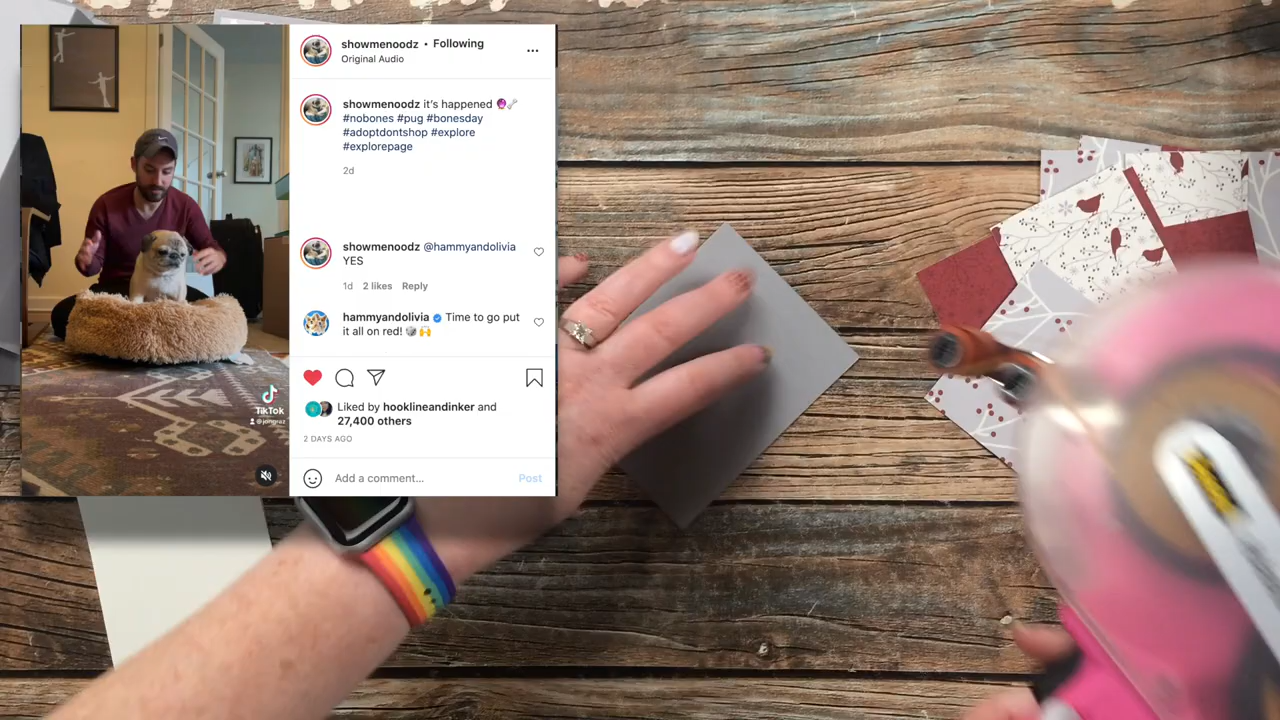 showmenoodz • Following
Original Audio
showmenoodz it's happened 🔮🦴
#nobones #pug #bonesday
#adoptdontshop #explore
#explorepage
2d
showmenoodz @hammyandolivia
YES
1d 2 likes Reply
hammyandolivia Time to go put
it all on red! 🎲🙌
Liked by hooklineandinker and
27,400 others
2 DAYS AGO
Add a comment... Post
TikTok